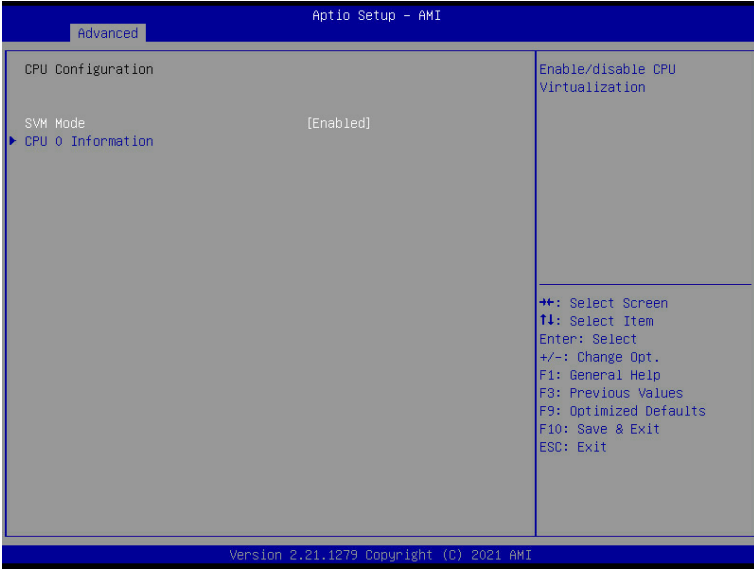 Aptio Setup – AMI
Advanced
CPU Configuration
SVM Mode [Enabled]
CPU 0 Information
Enable/disable CPU
Virtualization
→←: Select Screen
↑↓: Select Item
Enter: Select
+/-: Change Opt.
F1: General Help
F3: Previous Values
F9: Optimized Defaults
F10: Save & Exit
ESC: Exit
Version 2.21.1279 Copyright (C) 2021 AMI